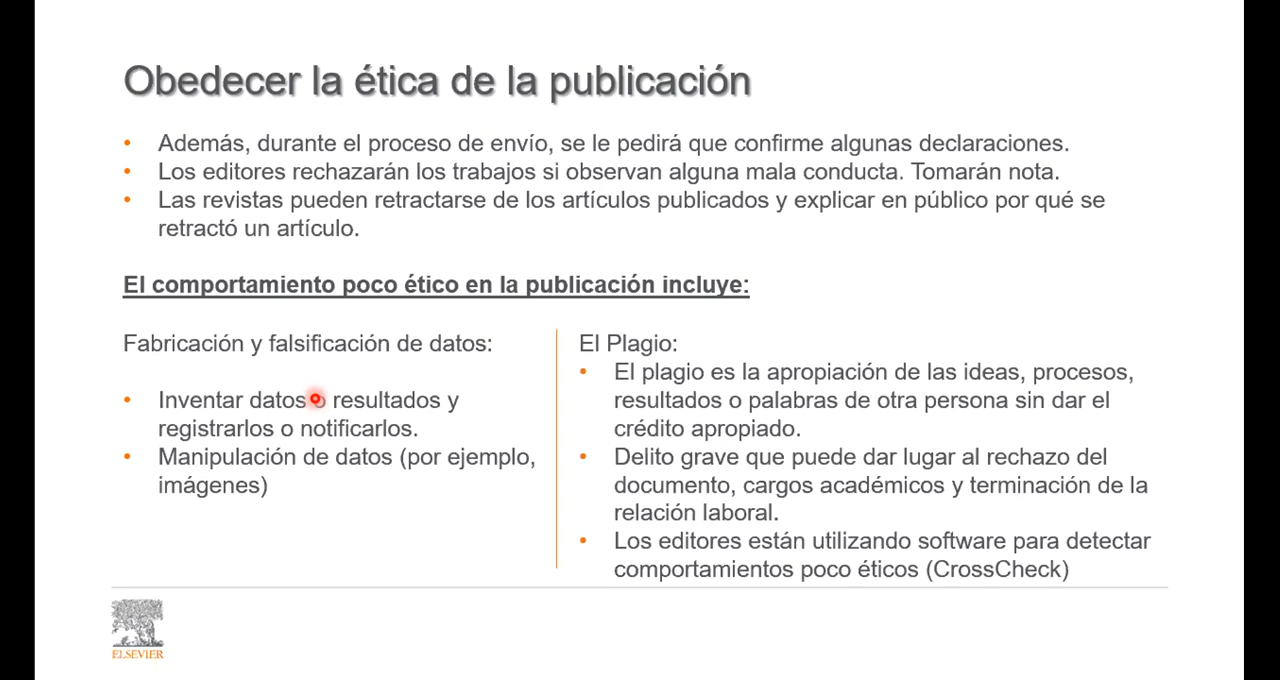 Obedecer la ética de la publicación
• Además, durante el proceso de envío, se le pedirá que confirme algunas declaraciones.
• Los editores rechazarán los trabajos si observan alguna mala conducta. Tomarán nota.
• Las revistas pueden retractarse de los artículos publicados y explicar en público por qué se
retractó un artículo.
El comportamiento poco ético en la publicación incluye:
Fabricación y falsificación de datos:
• Inventar datos o resultados y
registrarlos o notificarlos.
• Manipulación de datos (por ejemplo,
imágenes)
El Plagio:
• El plagio es la apropiación de las ideas, procesos,
resultados o palabras de otra persona sin dar el
crédito apropiado.
• Delito grave que puede dar lugar al rechazo del
documento, cargos académicos y terminación de la
relación laboral.
• Los editores están utilizando software para detectar
comportamientos poco éticos (CrossCheck)
ELSEVIER